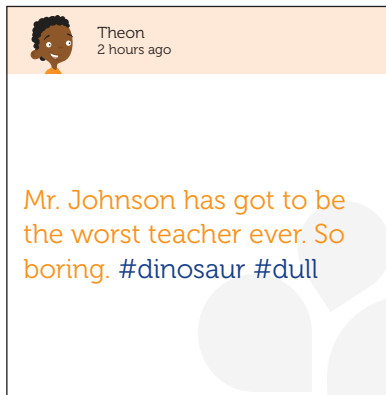 Theon
2 hours ago
Mr. Johnson has got to be
the worst teacher ever. So
boring. #dinosaur #dull